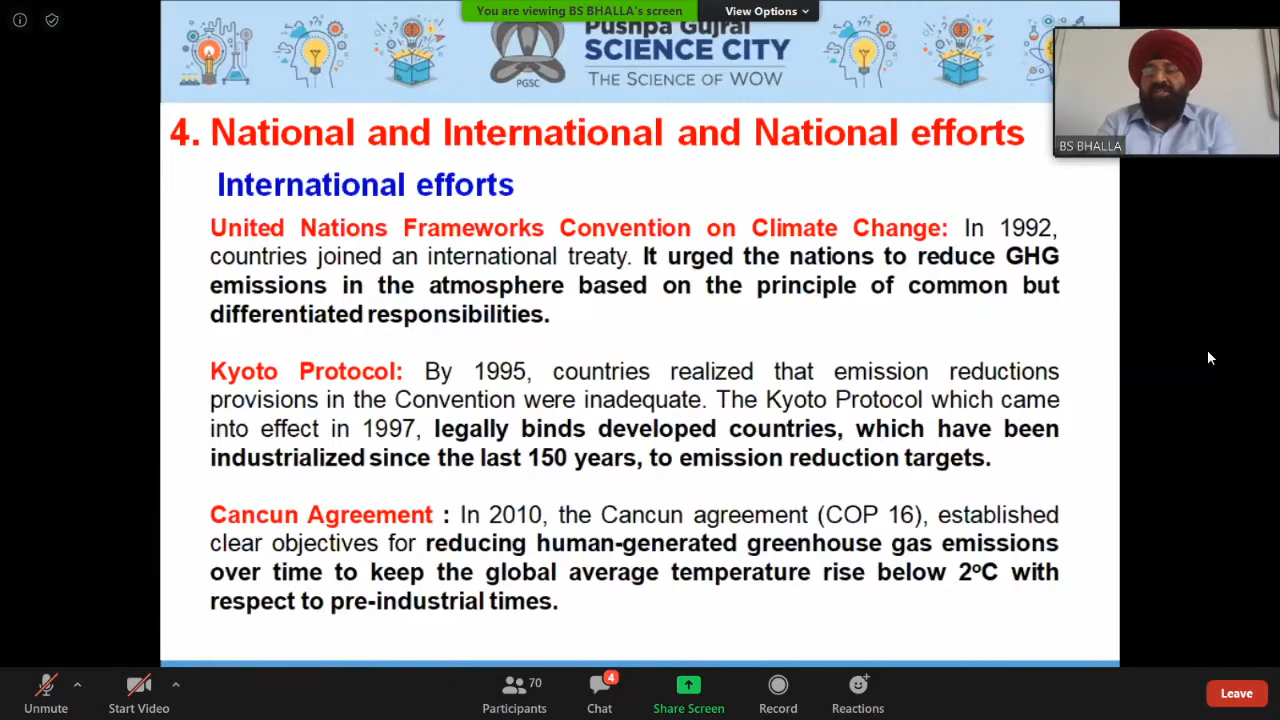 You are viewing BS BHALLA's screen
View Options
Pushpa Gujral
SCIENCE CITY
THE SCIENCE OF WOW
PGSC
BS BHALLA
4. National and International and National efforts
International efforts
United Nations Frameworks Convention on Climate Change: In 1992,
countries joined an international treaty. It urged the nations to reduce GHG
emissions in the atmosphere based on the principle of common but
differentiated responsibilities.
Kyoto Protocol: By 1995, countries realized that emission reductions
provisions in the Convention were inadequate. The Kyoto Protocol which came
into effect in 1997, legally binds developed countries, which have been
industrialized since the last 150 years, to emission reduction targets.
Cancun Agreement : In 2010, the Cancun agreement (COP 16), established
clear objectives for reducing human-generated greenhouse gas emissions
over time to keep the global average temperature rise below 2°C with
respect to pre-industrial times.
Unmute
Start Video
70
Participants
4
Chat
Share Screen
Record
Reactions
Leave